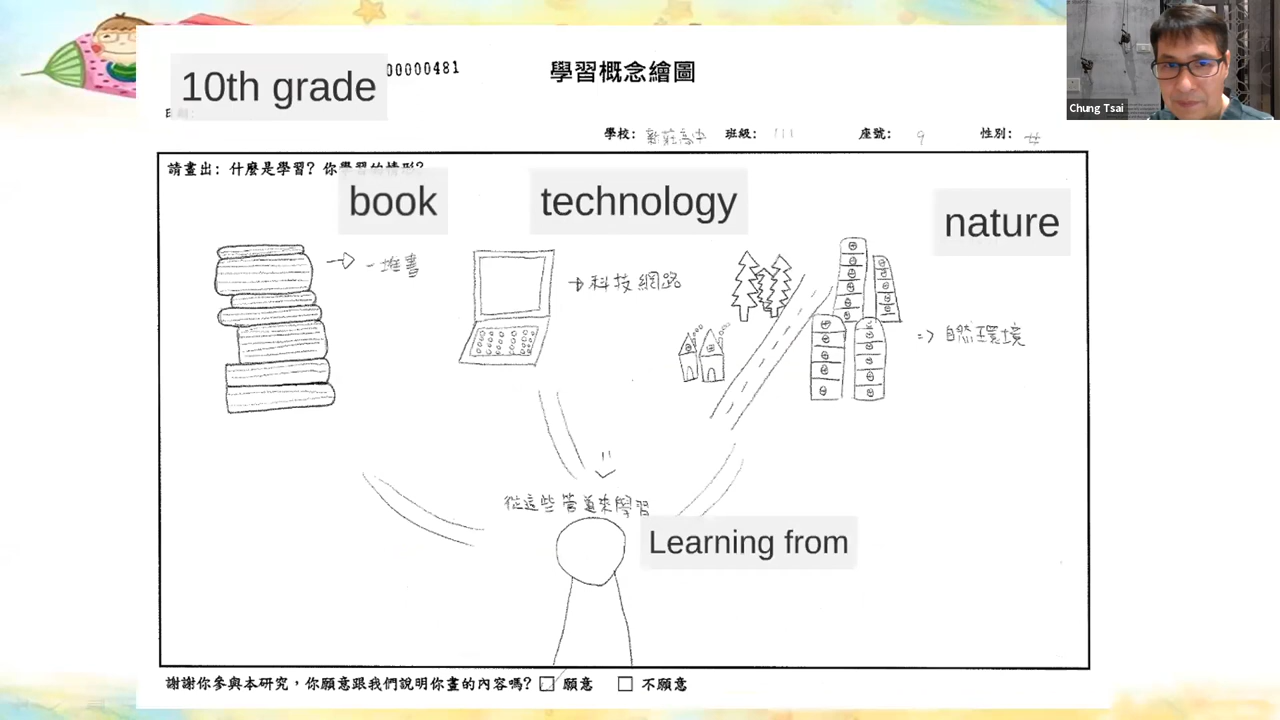 10th grade
00000481
學習概念繪圖
Chung Tsai
學校： 新莊高中 班級： 111 座號： 9 性別： 女
請畫出：什麼是學習？你學習的情形？
book
technology
nature
一堆書
科技網路
自然環境
從這些管道來學習
Learning from
謝謝你參與本研究，你願意跟我們說明你畫的內容嗎？ □ 願意 □ 不願意